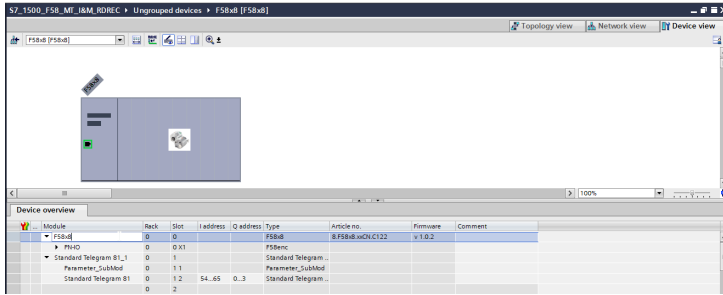 S7_1500_F58_MT_I&M_RDREC ▸ Ungrouped devices ▸ F58x8 [F58x8]
Topology view Network view Device view
F58x8 [F58x8]
F58x8
100%
Device overview
... Module Rack Slot I address Q address Type Article no. Firmware Comment
F58x8 0 0 F58x8 8.F58x8.xxCN.C122 v 1.0.2
PN-IO 0 0 X1 F58enc
Standard Telegram 81_1 0 1 Standard Telegram ..
Parameter_SubMod 0 1 1 Parameter_SubMod
Standard Telegram 81 0 1 2 54...65 0...3 Standard Telegram ..
0 2